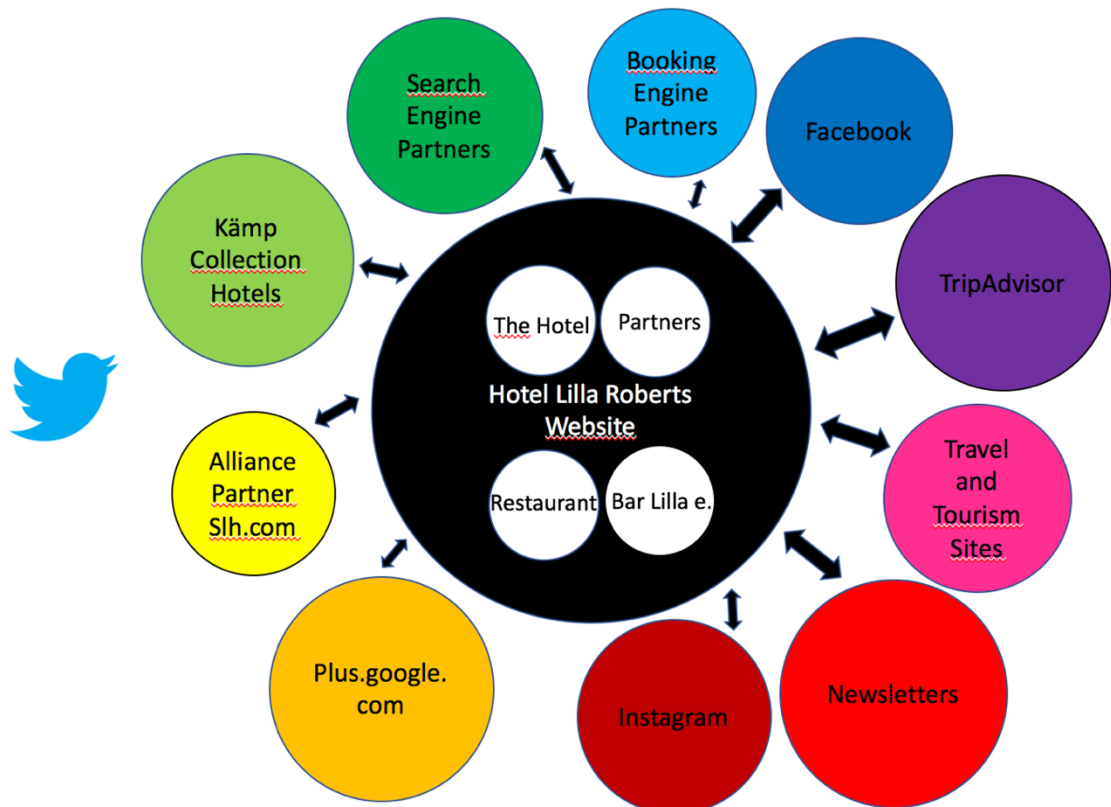 Search
Engine
Partners
Booking
Engine
Partners
Facebook
Kämp
Collection
Hotels
TripAdvisor
The Hotel
Partners
Hotel Lilla Roberts
Website
Restaurant
Bar Lilla e.
Alliance
Partner
Slh.com
Travel
and
Tourism
Sites
Plus.google.
com
Instagram
Newsletters